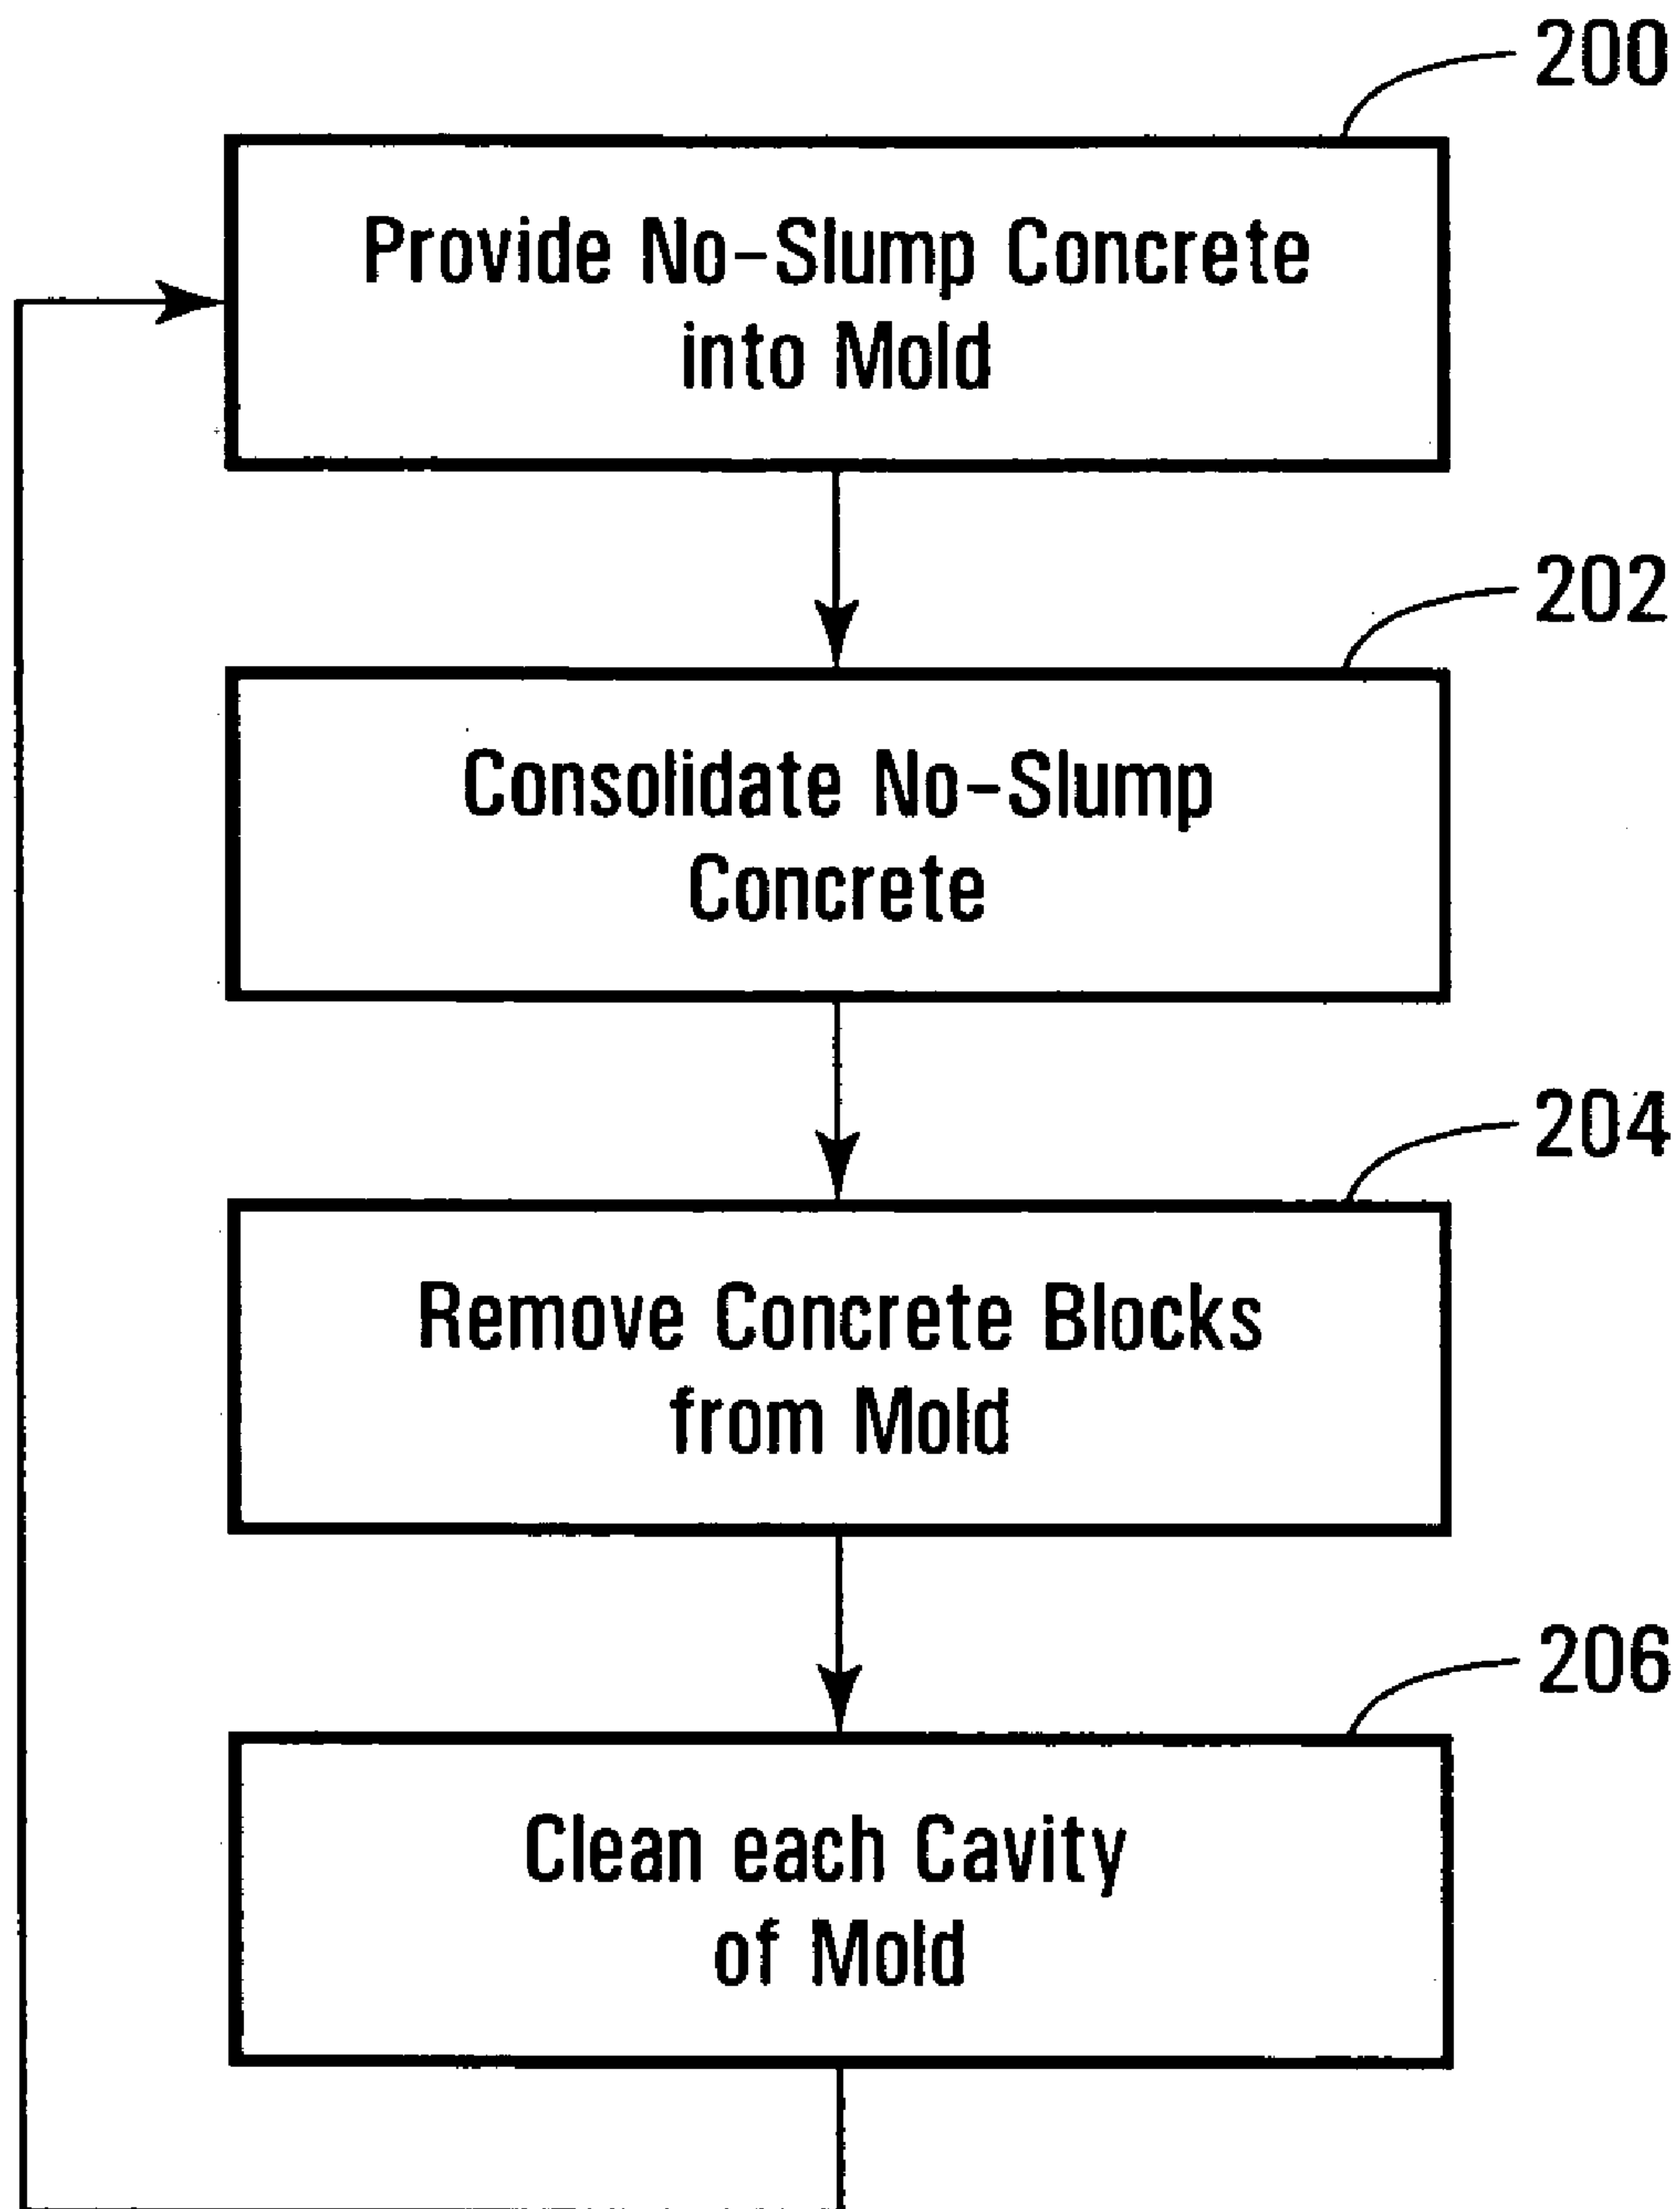 200
Provide No-Slump Concrete
into Mold
202
Consolidate No-Slump
Concrete
204
Remove Concrete Blocks
from Mold
206
Clean each Cavity
of Mold